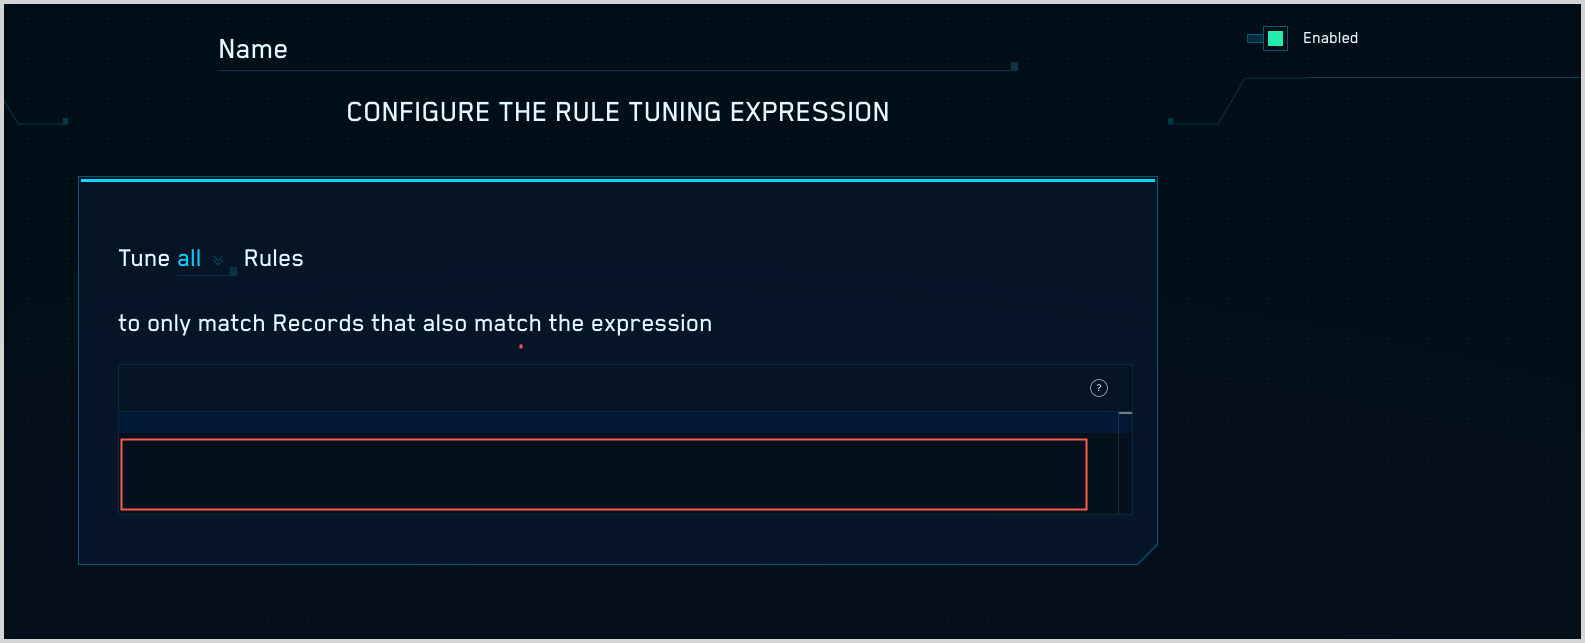 Name
Enabled
CONFIGURE THE RULE TUNING EXPRESSION
Tune all Rules
to only match Records that also match the expression
?